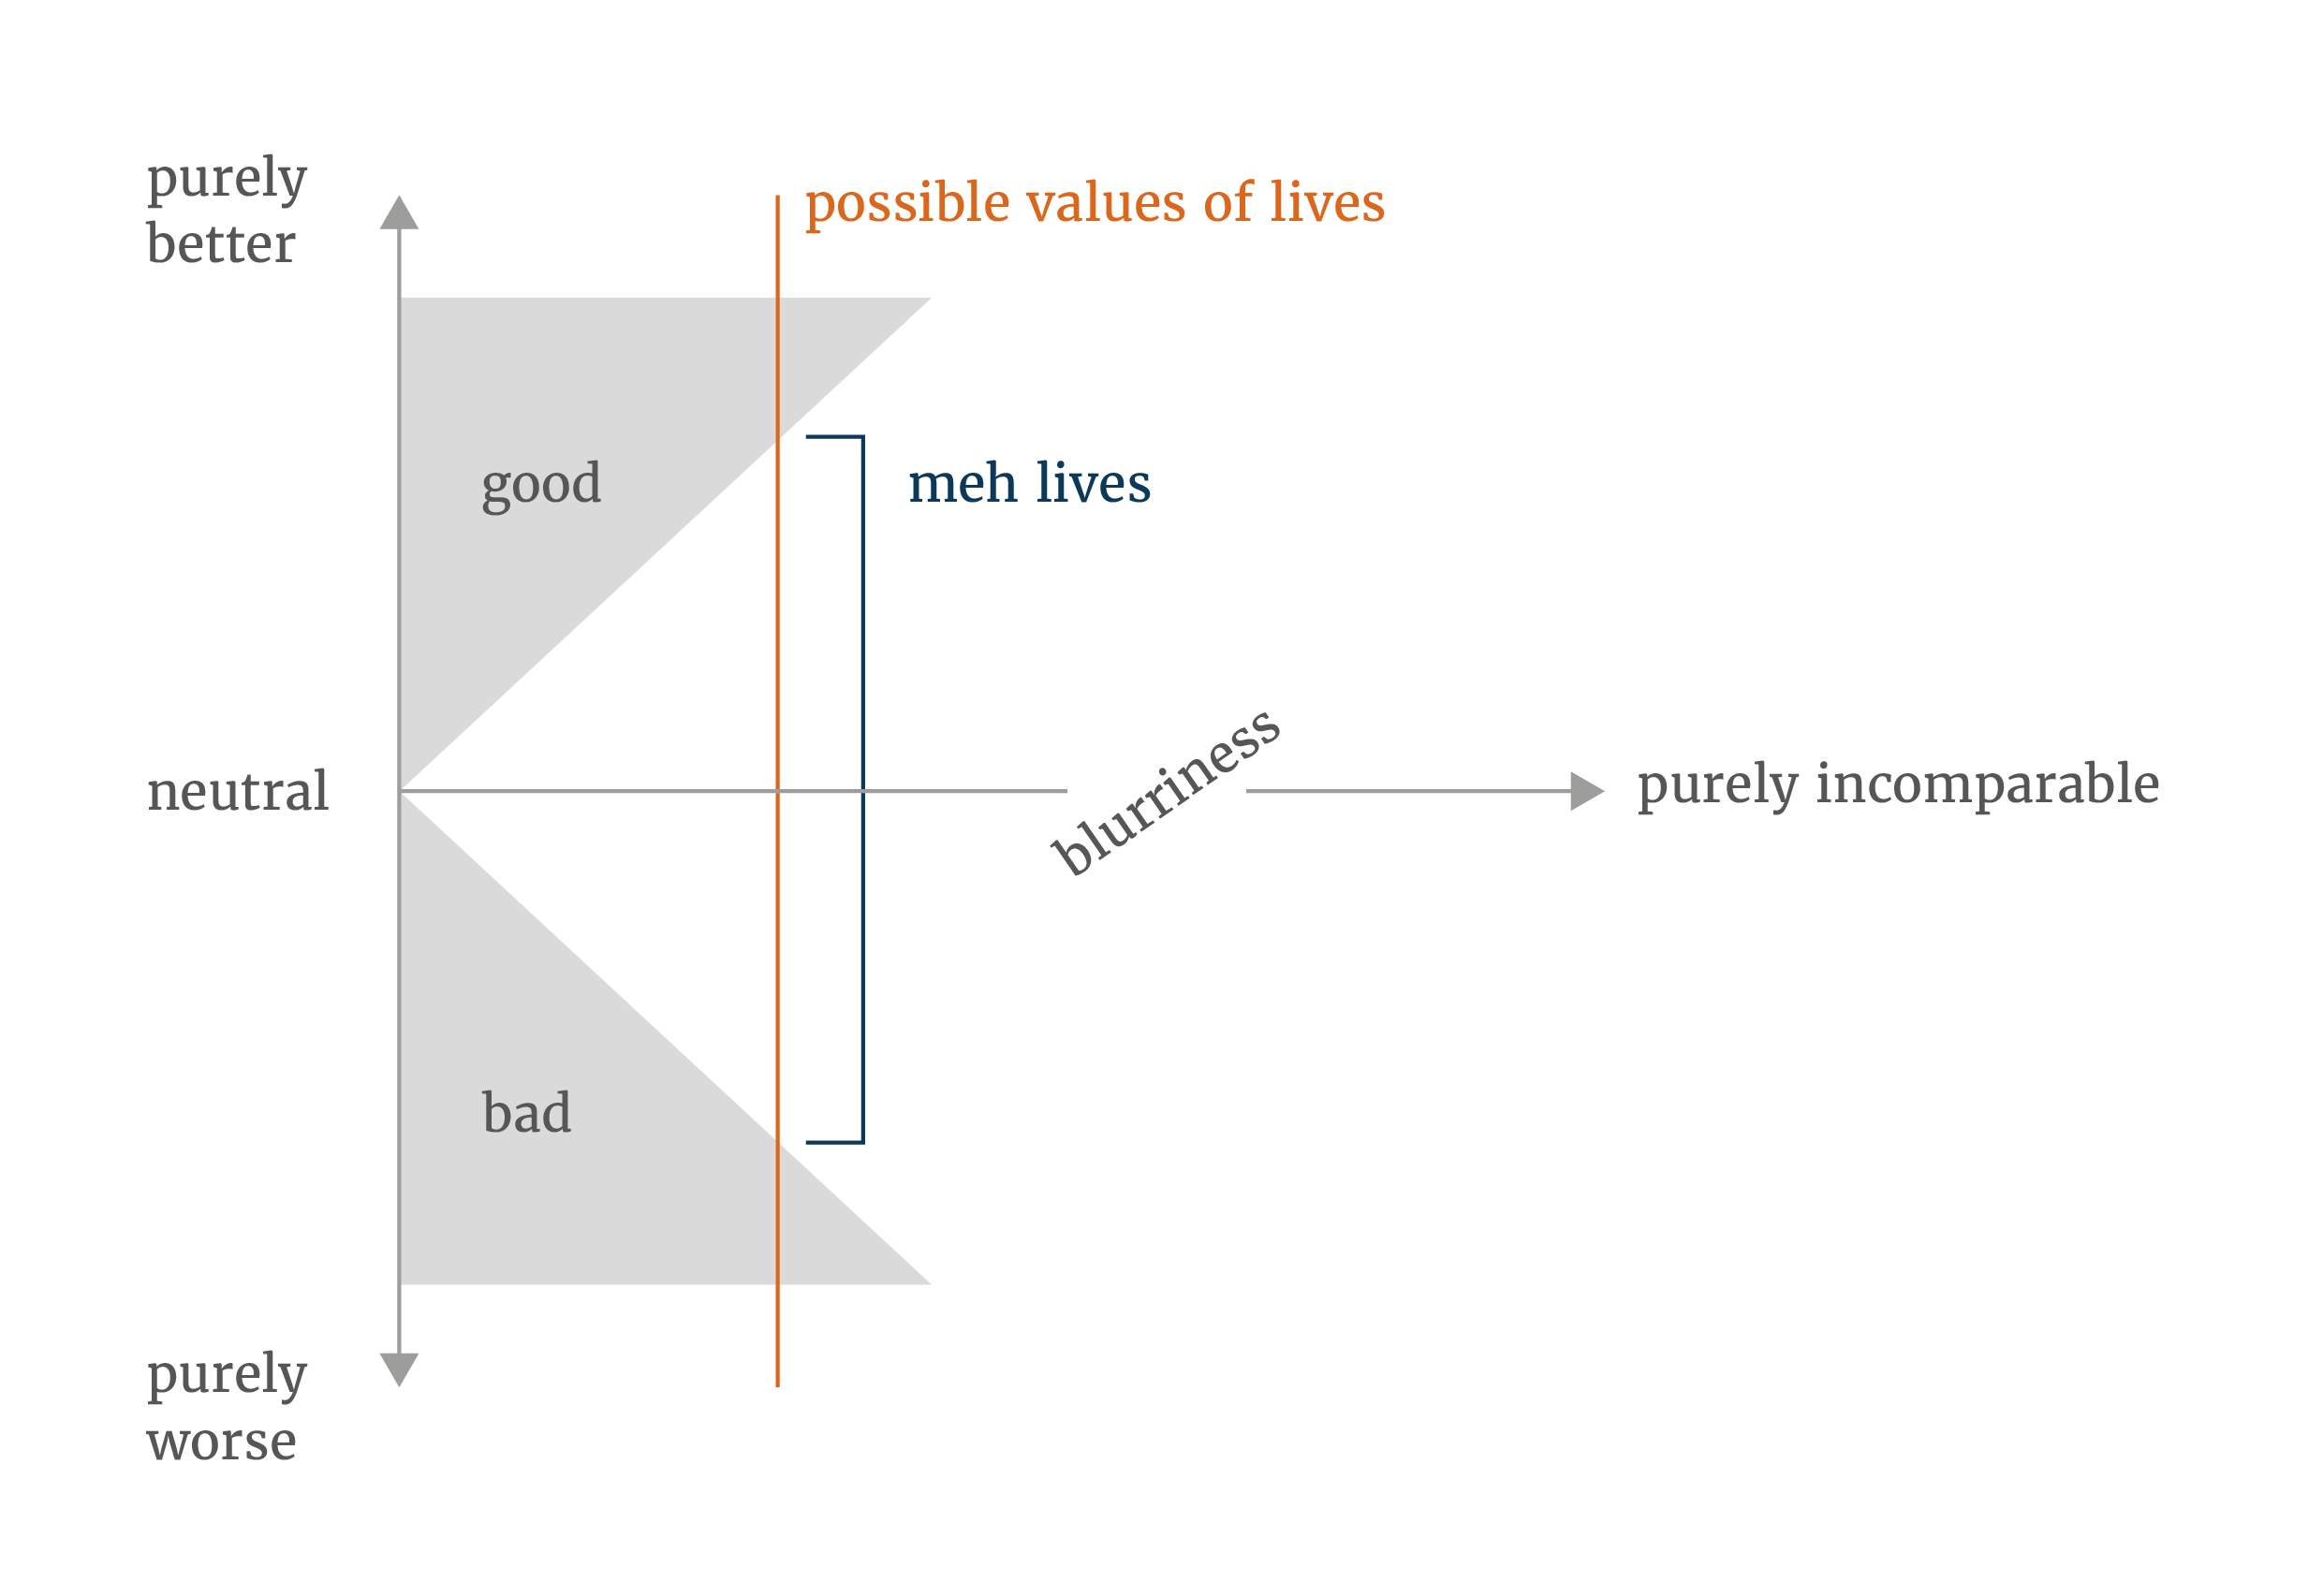 purely
better
possible values of lives
good
meh lives
neutral
blurriness
purely incomparable
bad
purely
worse